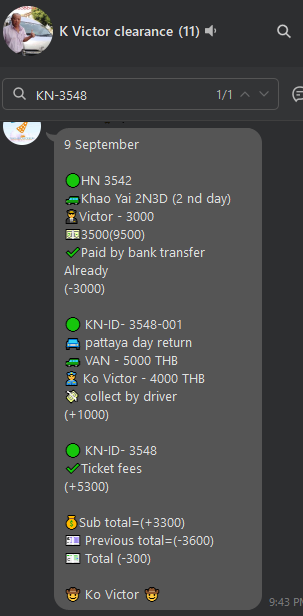 K Victor clearance (11)
KN-3548
1/1
9 September
HN 3542
Khao Yai 2N3D (2 nd day)
Victor - 3000
3500(9500)
Paid by bank transfer
Already
(-3000)
KN-ID- 3548-001
pattaya day return
VAN - 5000 THB
Ko Victor - 4000 THB
collect by driver
(+1000)
KN-ID- 3548
Ticket fees
(+5300)
Sub total=(+3300)
Previous total=(-3600)
Total (-300)
Ko Victor
9:43 PM